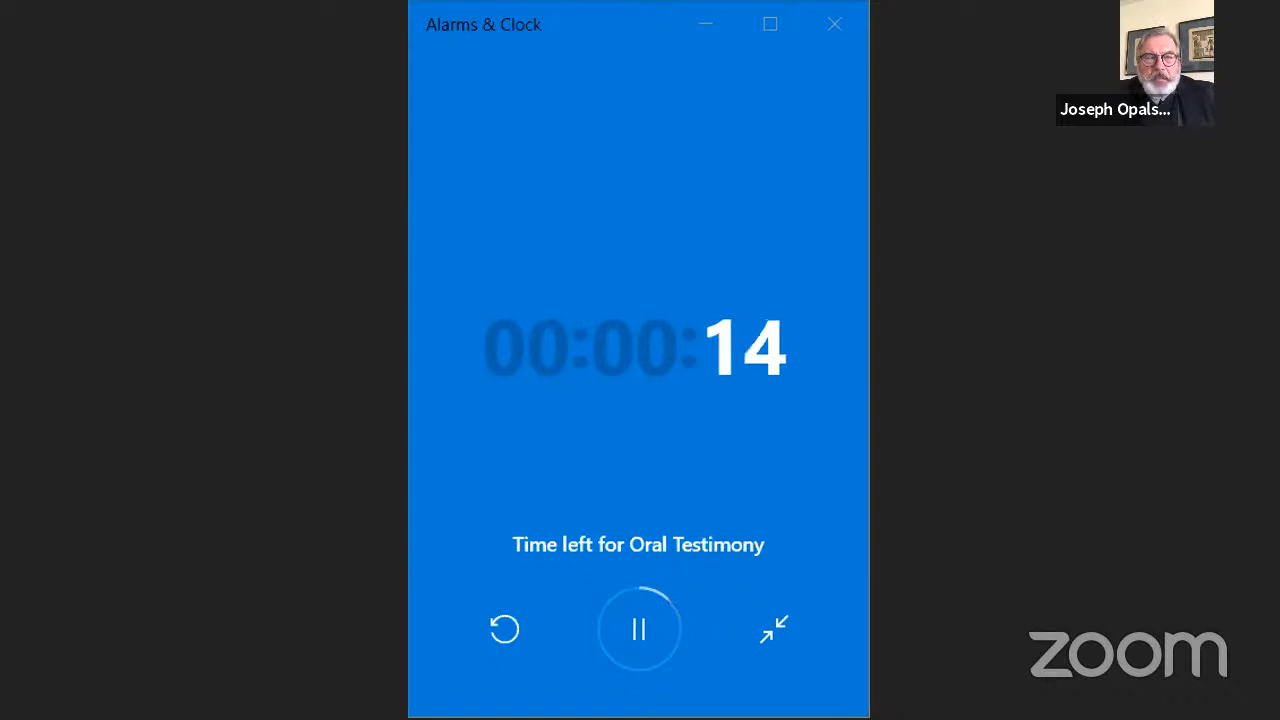 Alarms & Clock
Joseph Opals...
00:00:14
Time left for Oral Testimony
zoom